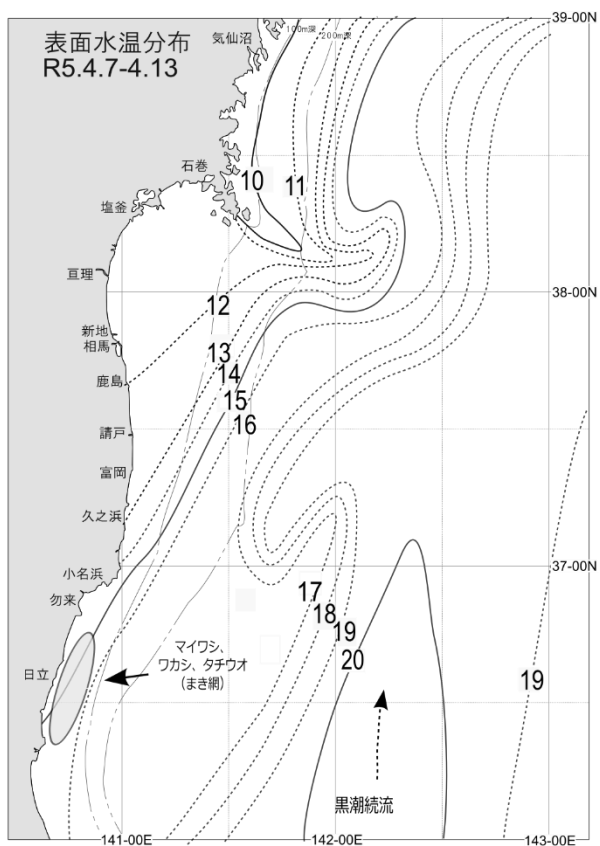 表面水温分布
R5.4.7-4.13
気仙沼
100m深
200m深
39-00N
石巻
10
11
塩釜
亘理
38-00N
12
新地
相馬
13
14
鹿島
15
16
請戸
富岡
久之浜
小名浜
37-00N
勿来
17
18
19
20
マイワシ、
ワカシ、タチウオ
(まき網)
日立
19
黒潮続流
141-00E
142-00E
143-00E